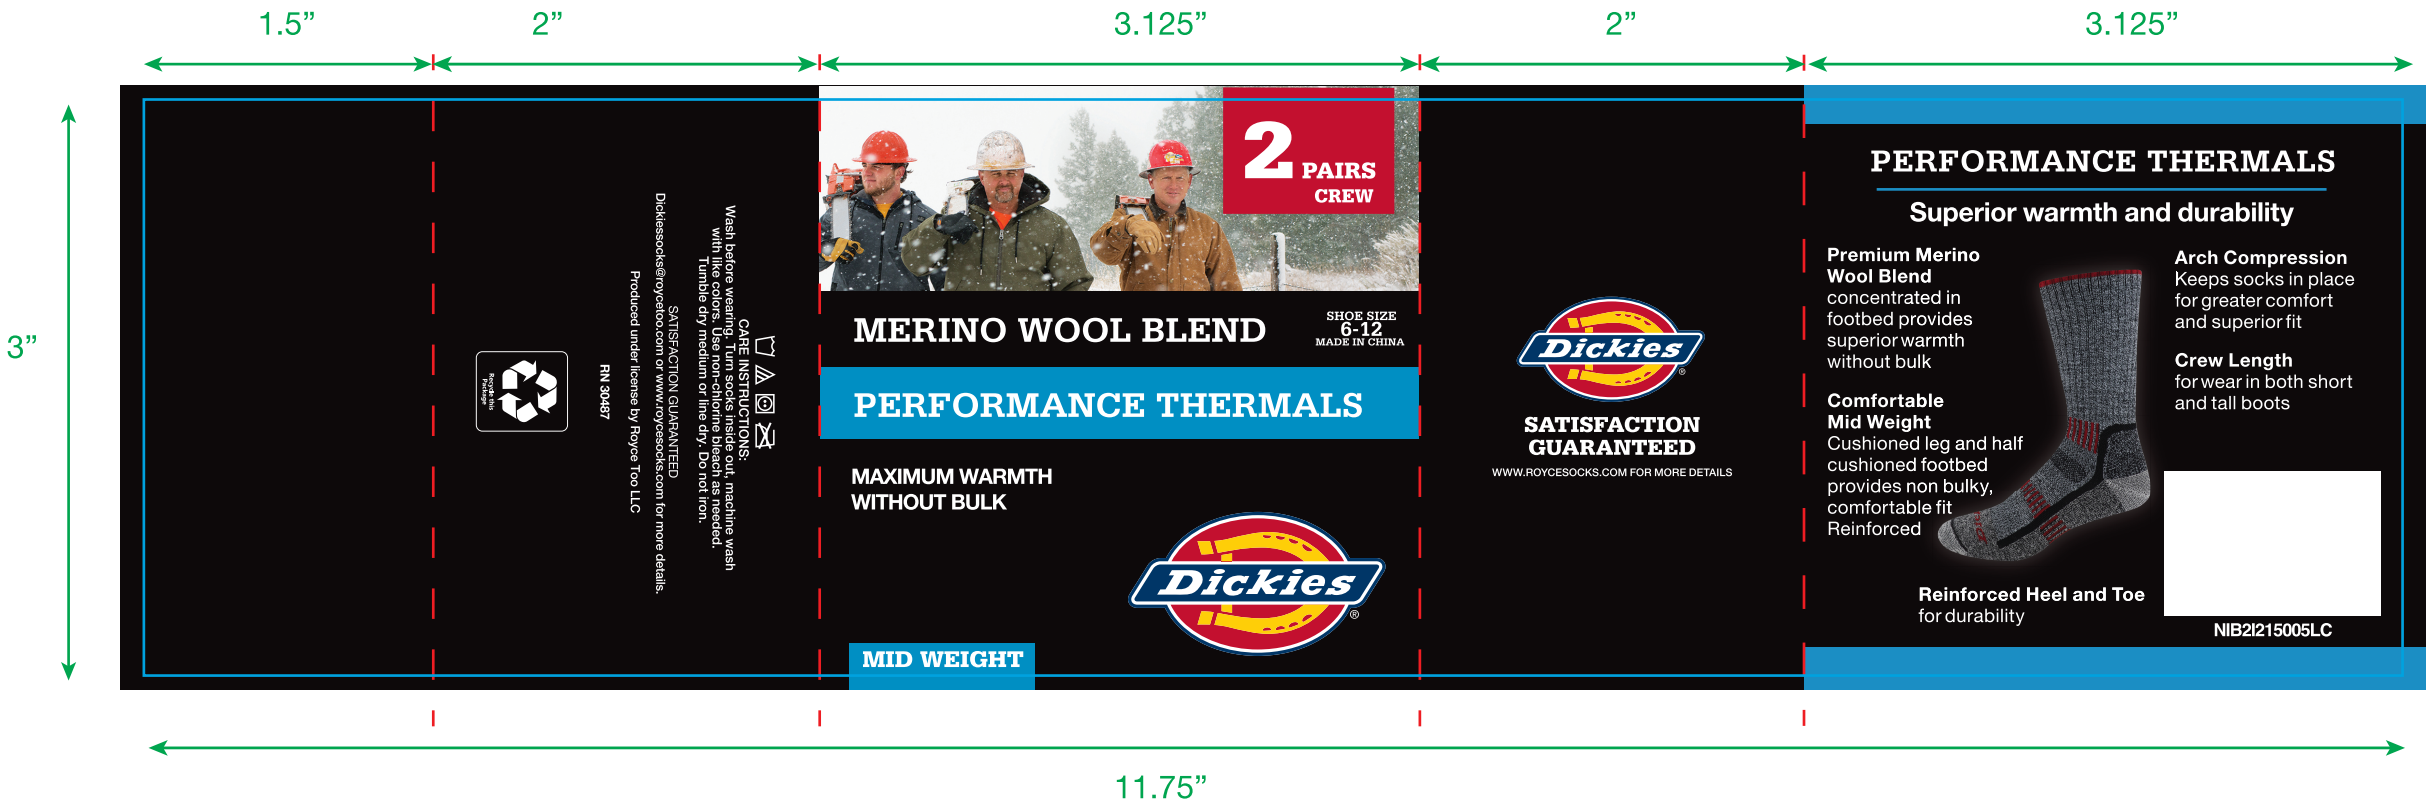 1.5”
2”
3.125”
2”
3.125”
3”
11.75”
CARE INSTRUCTIONS:
Wash before wearing. Turn socks inside out, machine wash
with like colors. Use non-chlorine bleach as needed.
Tumble dry medium or line dry. Do not iron.
SATISFACTION GUARANTEED
Dickiessocks@roycetoo.com or www.roycesocks.com for more details.
Produced under license by Royce Too LLC
RN 30487
Recycle this
Package
2 PAIRS
CREW
MERINO WOOL BLEND
SHOE SIZE
6-12
MADE IN CHINA
PERFORMANCE THERMALS
MAXIMUM WARMTH
WITHOUT BULK
Dickies
®
MID WEIGHT
Dickies
®
SATISFACTION
GUARANTEED
WWW.ROYCESOCKS.COM FOR MORE DETAILS
PERFORMANCE THERMALS
Superior warmth and durability
Premium Merino
Wool Blend
concentrated in
footbed provides
superior warmth
without bulk
Comfortable
Mid Weight
Cushioned leg and half
cushioned footbed
provides non bulky,
comfortable fit
Reinforced
Arch Compression
Keeps socks in place
for greater comfort
and superior fit
Crew Length
for wear in both short
and tall boots
Reinforced Heel and Toe
for durability
NIB2I215005LC